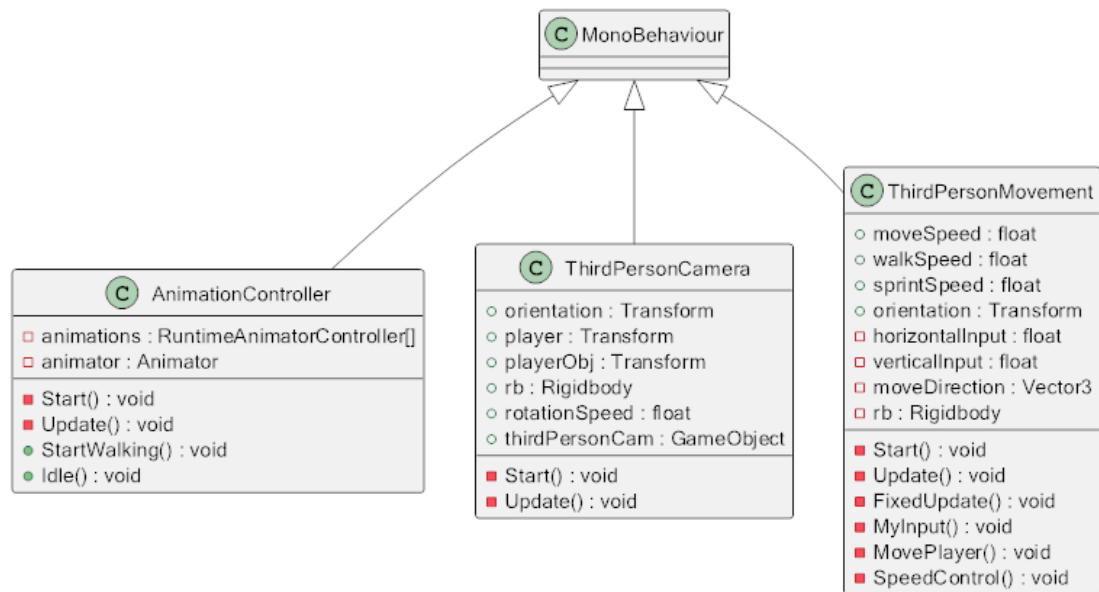 C MonoBehaviour
C AnimationController
animations : RuntimeAnimatorController[]
animator : Animator
Start() : void
Update() : void
StartWalking() : void
Idle() : void
C ThirdPersonCamera
orientation : Transform
player : Transform
playerObj : Transform
rb : Rigidbody
rotationSpeed : float
thirdPersonCam : GameObject
Start() : void
Update() : void
C ThirdPersonMovement
moveSpeed : float
walkSpeed : float
sprintSpeed : float
orientation : Transform
horizontalInput : float
verticalInput : float
moveDirection : Vector3
rb : Rigidbody
Start() : void
Update() : void
FixedUpdate() : void
MyInput() : void
MovePlayer() : void
SpeedControl() : void